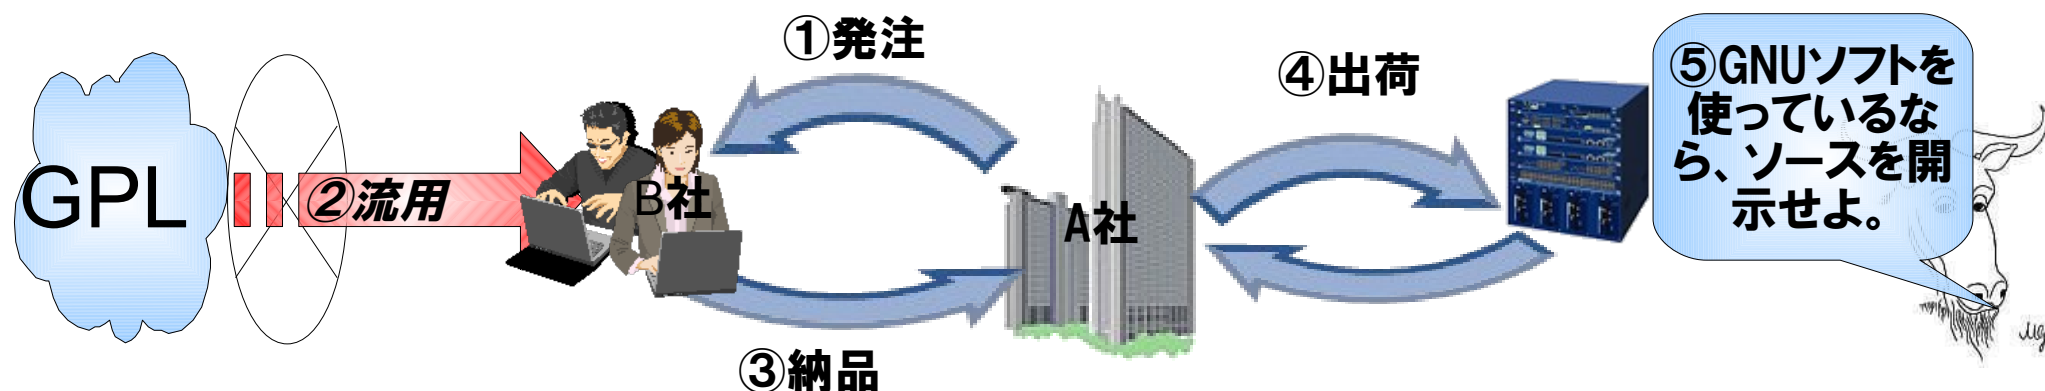 GPL
②流用
B社
①発注
③納品
A社
④出荷
⑤GNUソフトを
使っているな
ら、ソースを開
示せよ。